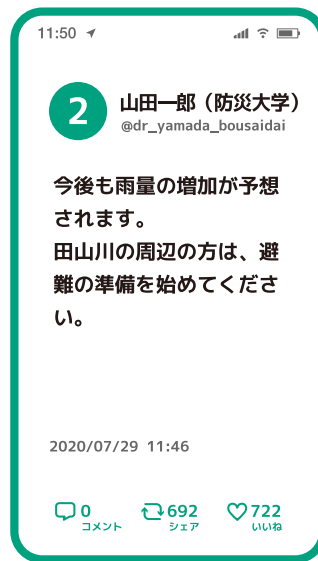 11:50
2
山田一郎（防災大学）
@dr_yamada_bousaidai
今後も雨量の増加が予想
されます。
田山川の周辺の方は、避
難の準備を始めてくださ
い。
2020/07/29 11:46
0 692 722
コメント シェア いいね